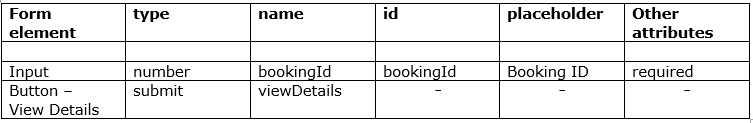 Form element type name id placeholder Other attributes
Input number bookingId bookingId Booking ID required
Button – View Details submit viewDetails - - -